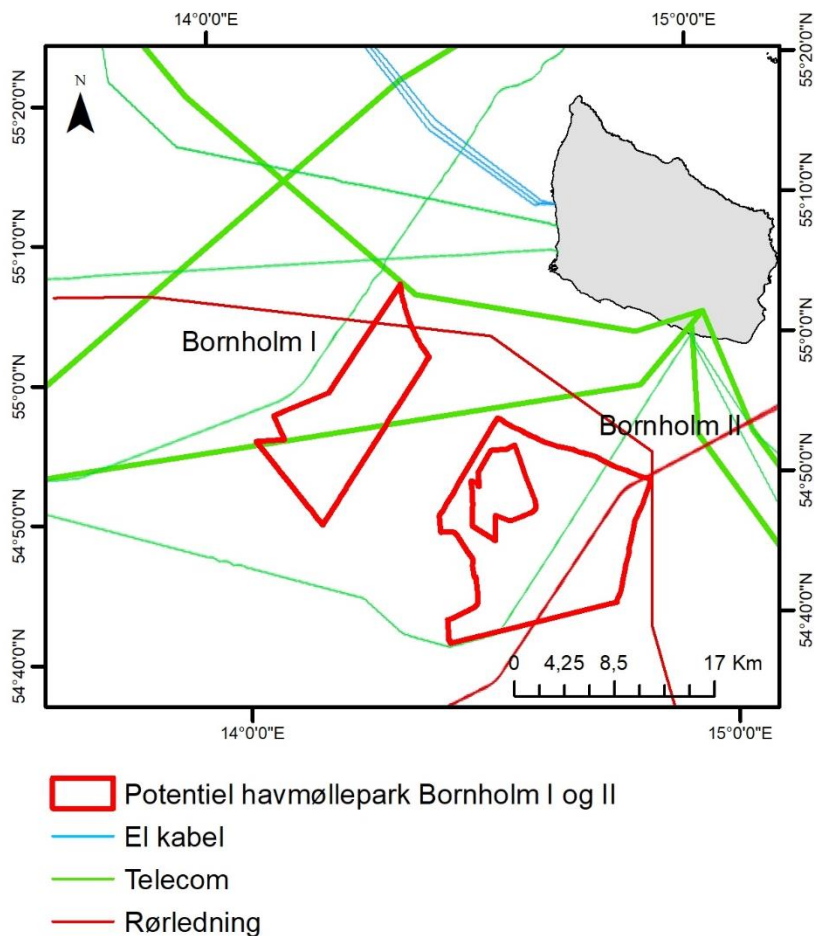 14°0'0"E 15°0'0"E
N
55°20'0"N
55°20'0"N
55°10'0"N
55°10'0"N
55°0'0"N
Bornholm I
55°0'0"N
Bornholm II
54°50'0"N
54°50'0"N
54°40'0"N
54°40'0"N
0 4,25 8,5 17 Km
14°0'0"E 15°0'0"E
Potentiel havmøllepark Bornholm I og II
El kabel
Telecom
Rørledning